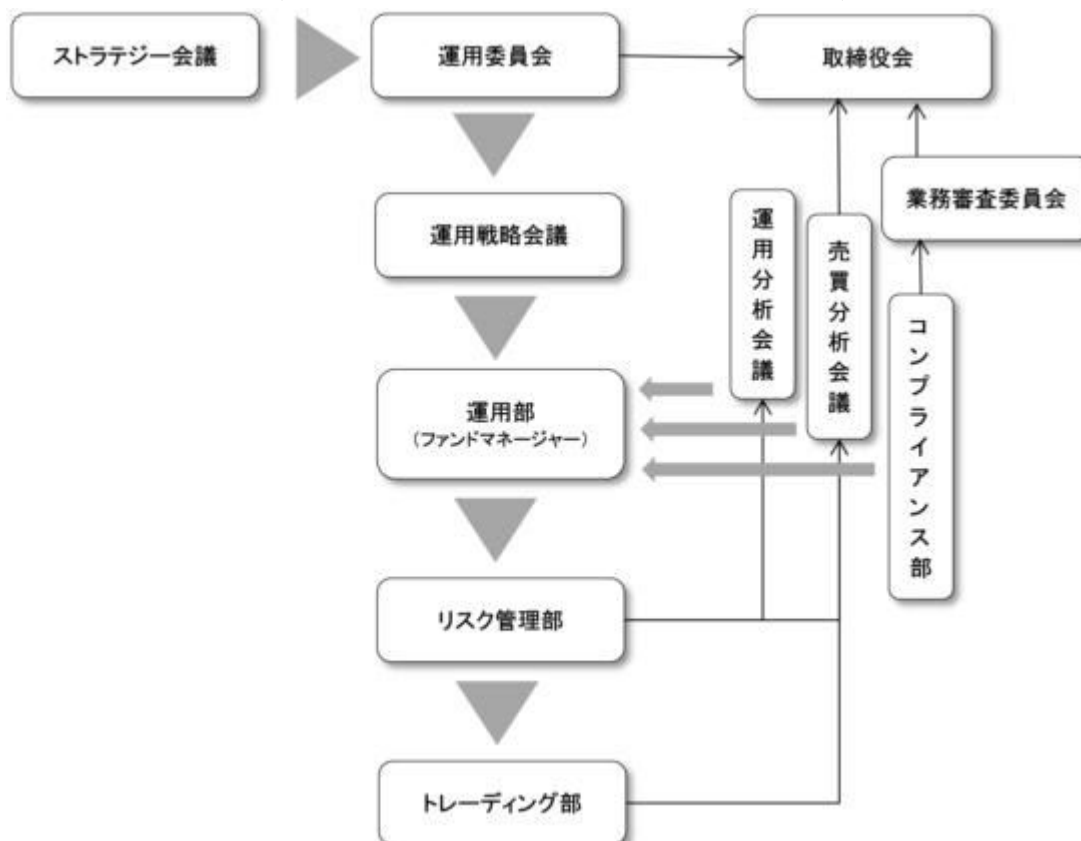 ストラテジー会議
運用委員会
取締役会
業務審査委員会
運用戦略会議
運用分析会議
売買分析会議
コンプライアンス部
運用部
(ファンドマネージャー)
リスク管理部
トレーディング部